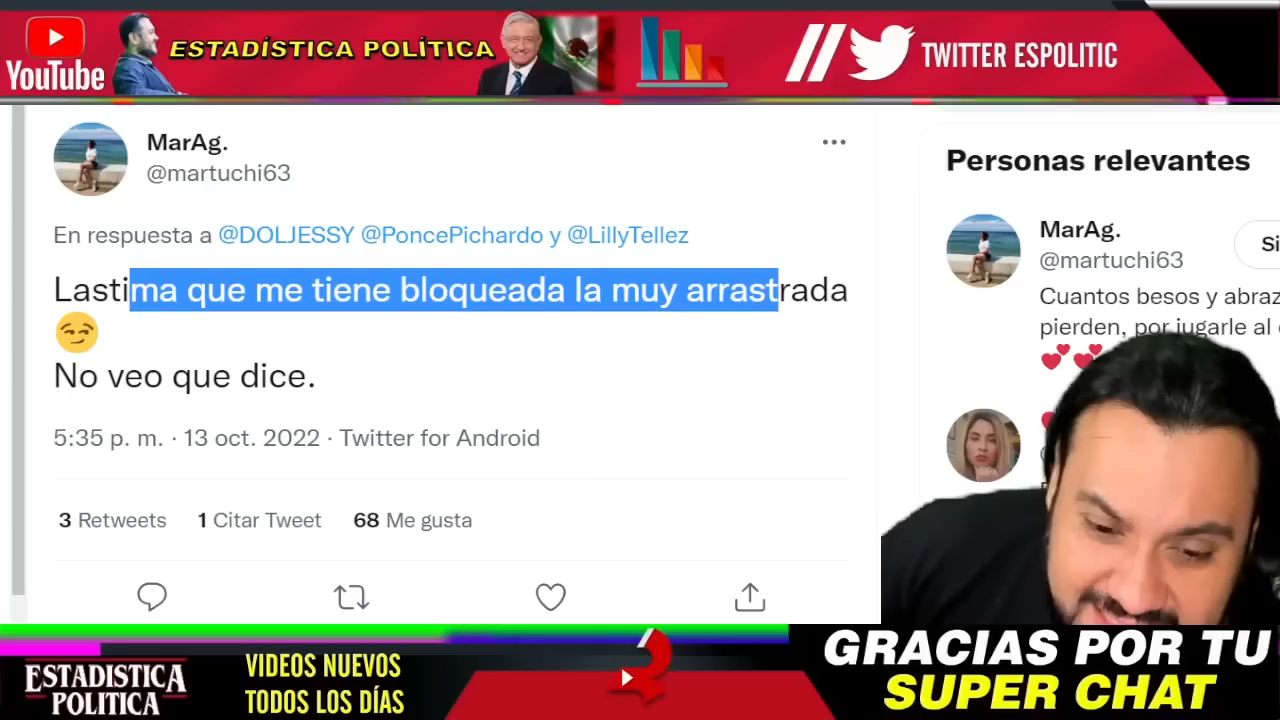 YouTube
ESTADÍSTICA POLÍTICA
TWITTER ESPOLITIC
MarAg.
@martuchi63
En respuesta a @DOLJESSY @PoncePichardo y @LillyTellez
Lastima que me tiene bloqueada la muy arrastrada
😏
No veo que dice.
5:35 p. m. · 13 oct. 2022 · Twitter for Android
3 Retweets 1 Citar Tweet 68 Me gusta
Personas relevantes
MarAg.
@martuchi63
Si
Cuantos besos y abraz
pierden, por jugarle al
💕 💕
ESTADISTICA
POLITICA
VIDEOS NUEVOS
TODOS LOS DÍAS
GRACIAS POR TU
SUPER CHAT